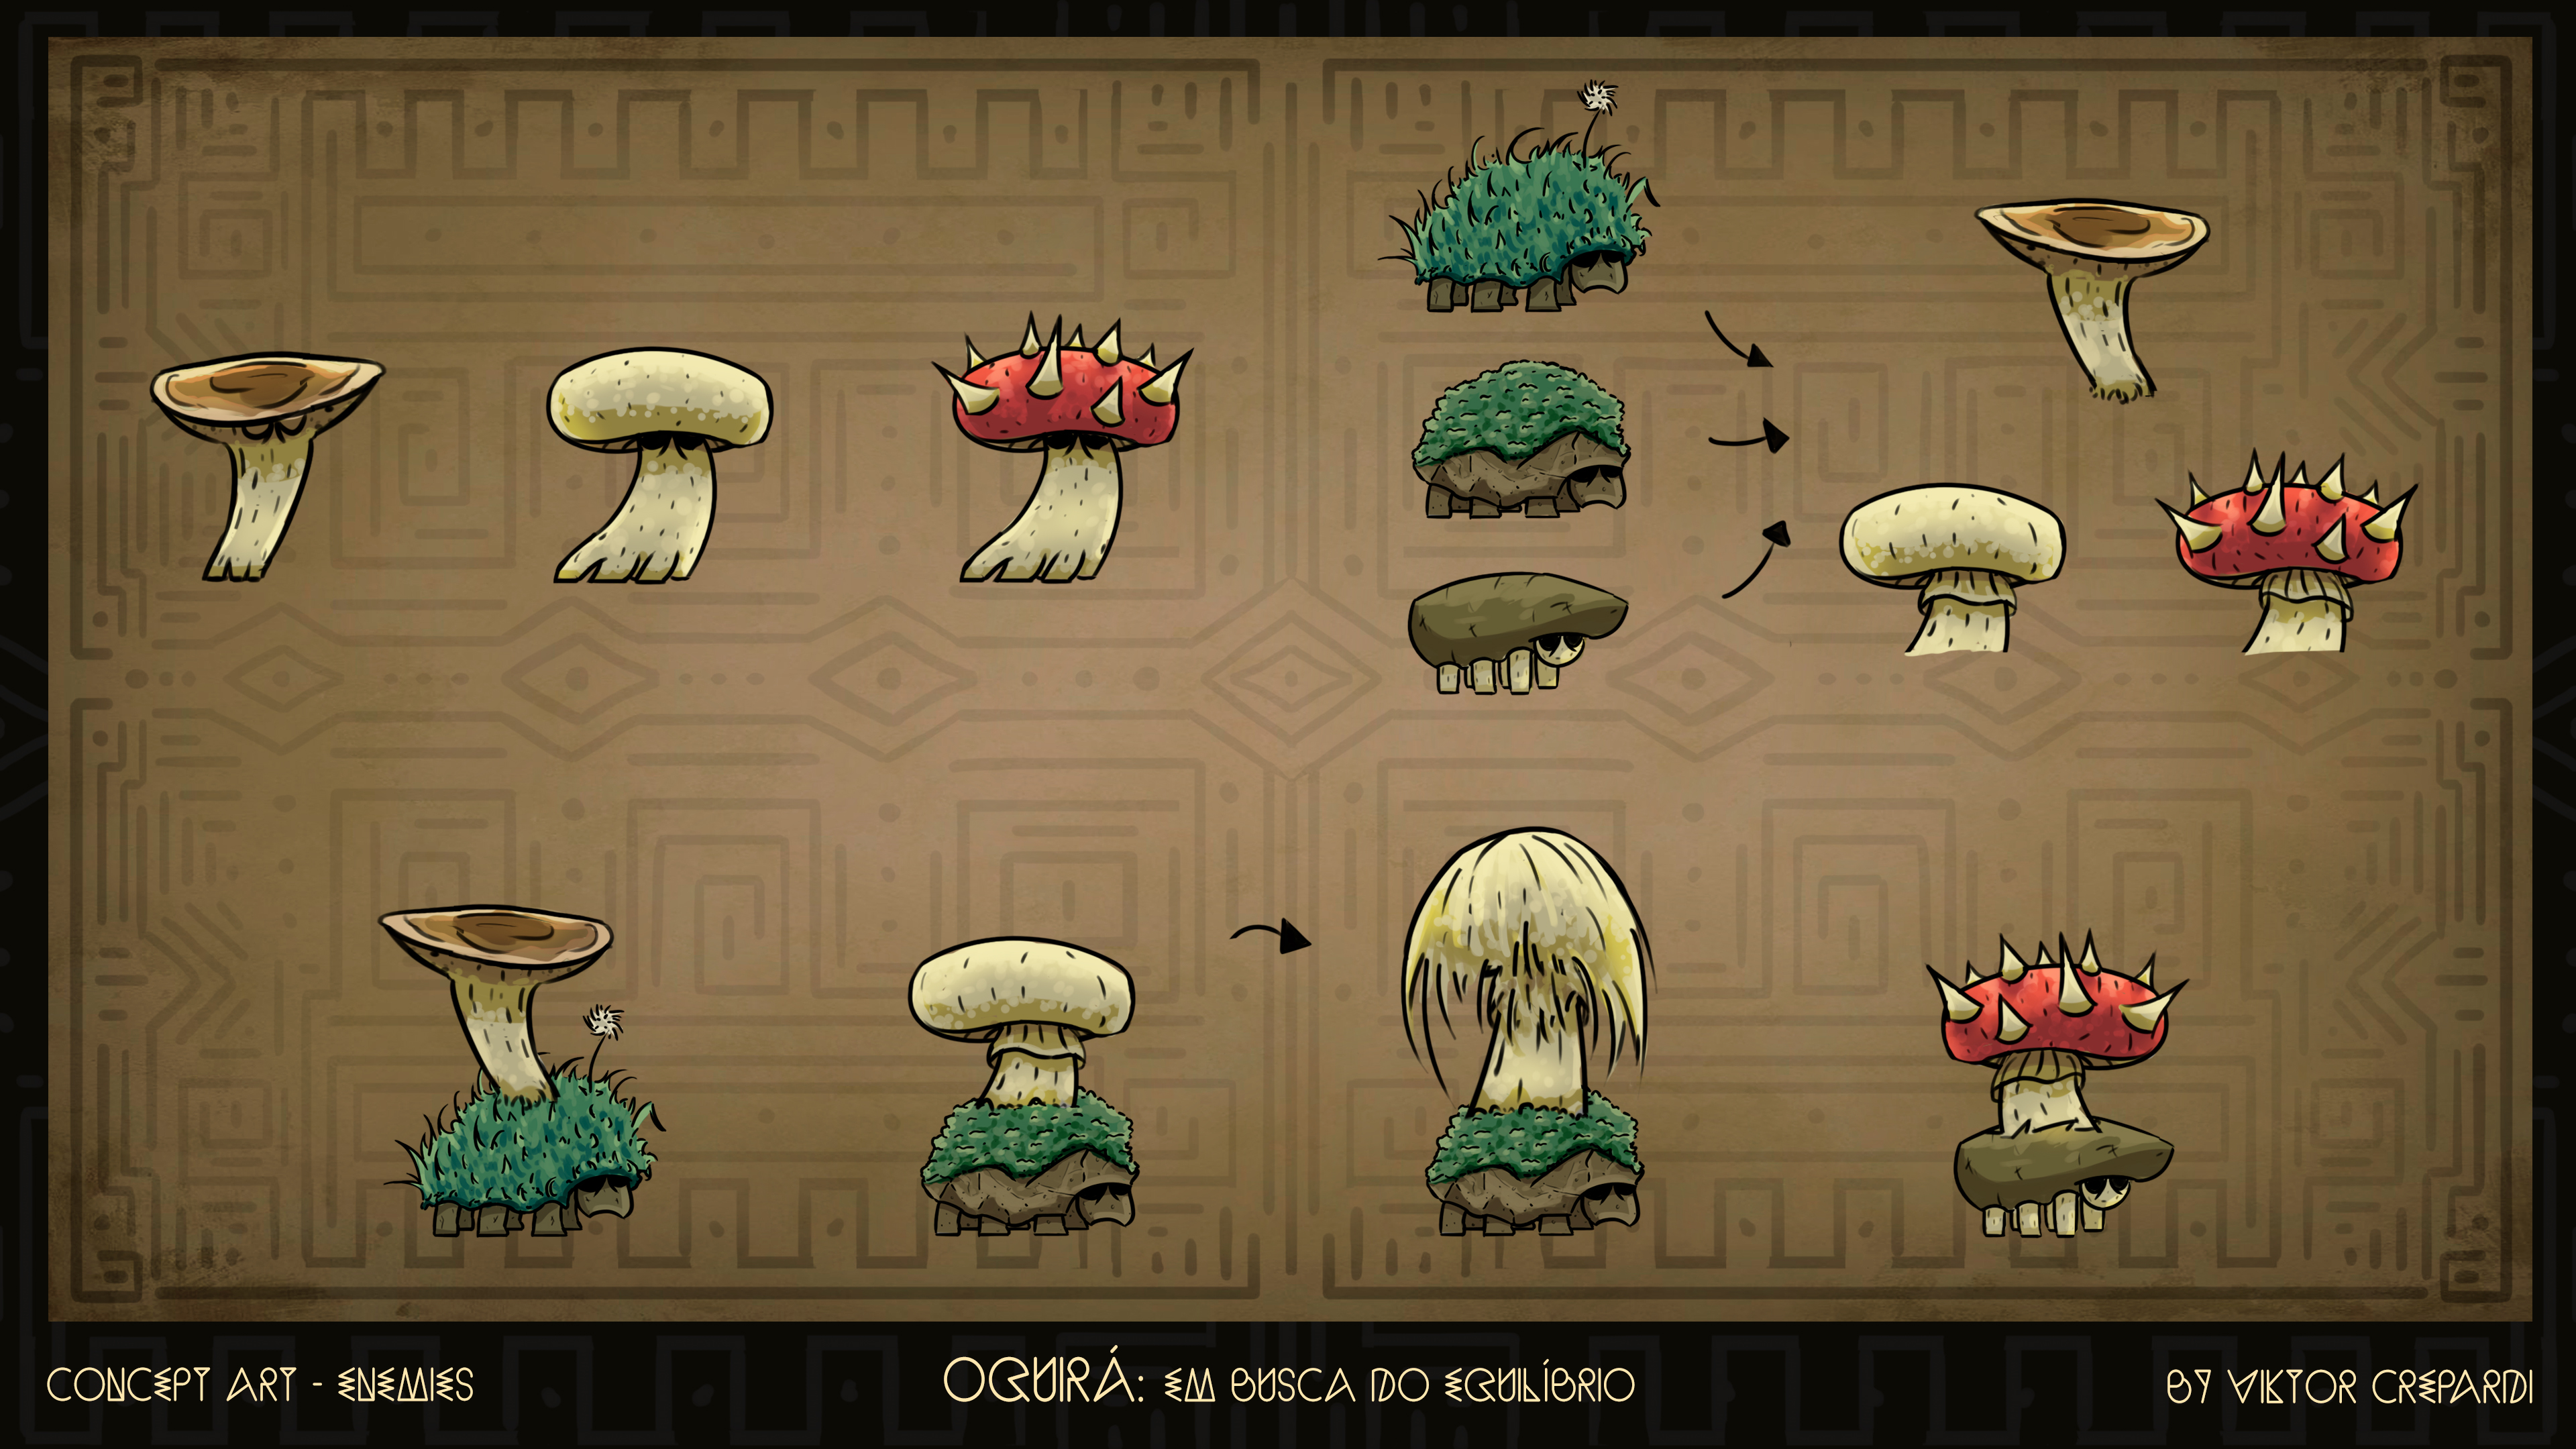 CONCEPT ART - ENEMIES
OQUIRÁ: EM BUSCA DO EQUILÍBRIO
BY VIKTOR CREPARDI